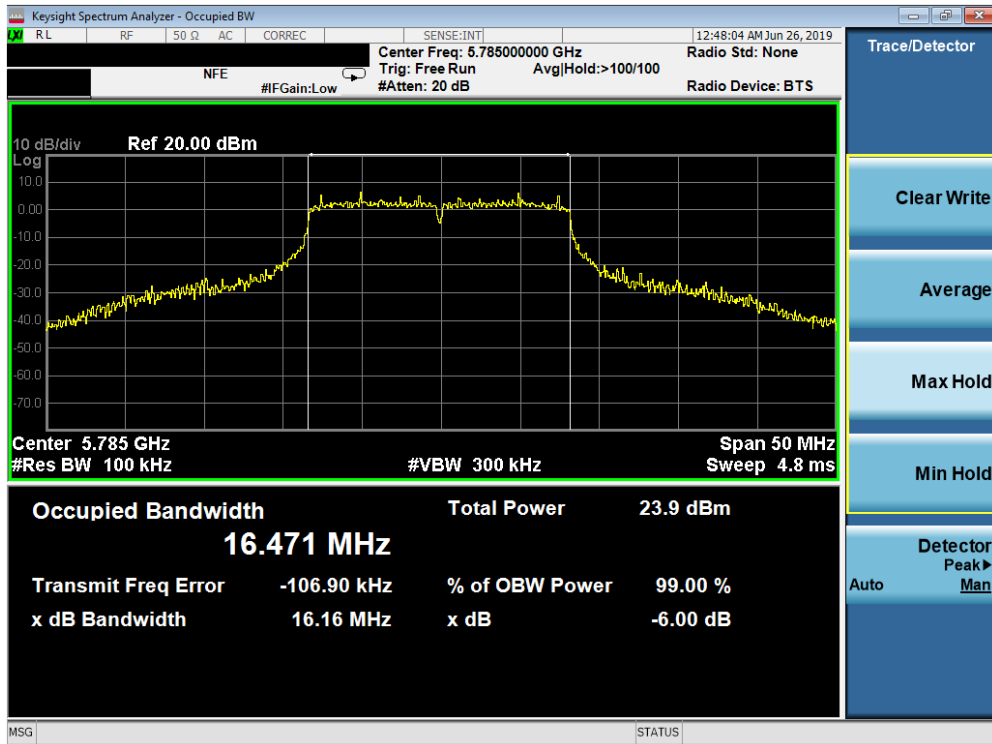 Keysight Spectrum Analyzer - Occupied BW
LXI RL RF 50 Ω AC CORREC SENSE:INT 12:48:04 AM Jun 26, 2019
Center Freq: 5.785000000 GHz Radio Std: None
NFE Trig: Free Run Avg|Hold:>100/100
#IFGain:Low #Atten: 20 dB Radio Device: BTS
10 dB/div Ref 20.00 dBm
Log
10.0
0.00
-10.0
-20.0
-30.0
-40.0
-50.0
-60.0
-70.0
Center 5.785 GHz Span 50 MHz
#Res BW 100 kHz #VBW 300 kHz Sweep 4.8 ms
Occupied Bandwidth Total Power 23.9 dBm
16.471 MHz
Transmit Freq Error -106.90 kHz % of OBW Power 99.00 %
x dB Bandwidth 16.16 MHz x dB -6.00 dB
Trace/Detector
Clear Write
Average
Max Hold
Min Hold
Detector
Peak▶
Auto Man
MSG STATUS